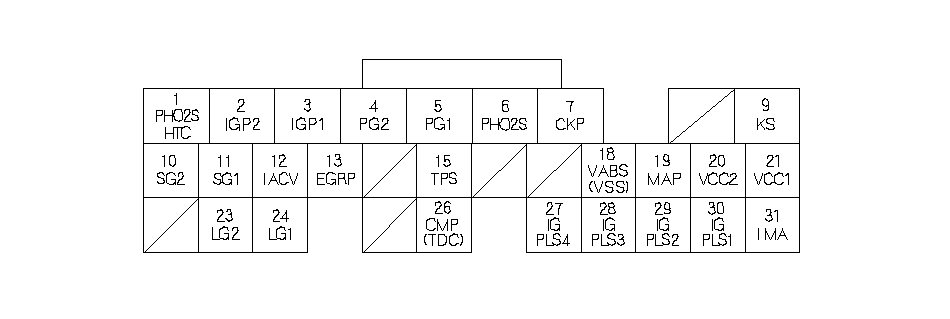 1 2 3 4 5 6 7 9
PHO2S HTC IGP2 IGP1 PG2 PG1 PHO2S CKP KS
10 11 12 13 15 18 19 20 21
SG2 SG1 IACV EGRP TPS VABS (VSS) MAP VCC2 VCC1
23 24 26 27 28 29 30 31
LG2 LG1 CMP (TDC) IG PLS4 IG PLS3 IG PLS2 IG PLS1 IMA